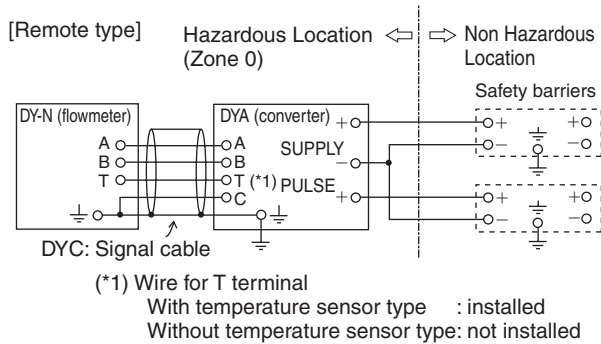 [Remote type]
Hazardous Location
(Zone 0)
Non Hazardous
Location
Safety barriers
DY-N (flowmeter)
DYA (converter)
A
B
T
A
B
T (*1)
C
SUPPLY
PULSE
+
−
+
+
−
+
−
+
−
+
−
DYC: Signal cable
(*1) Wire for T terminal
With temperature sensor type : installed
Without temperature sensor type: not installed